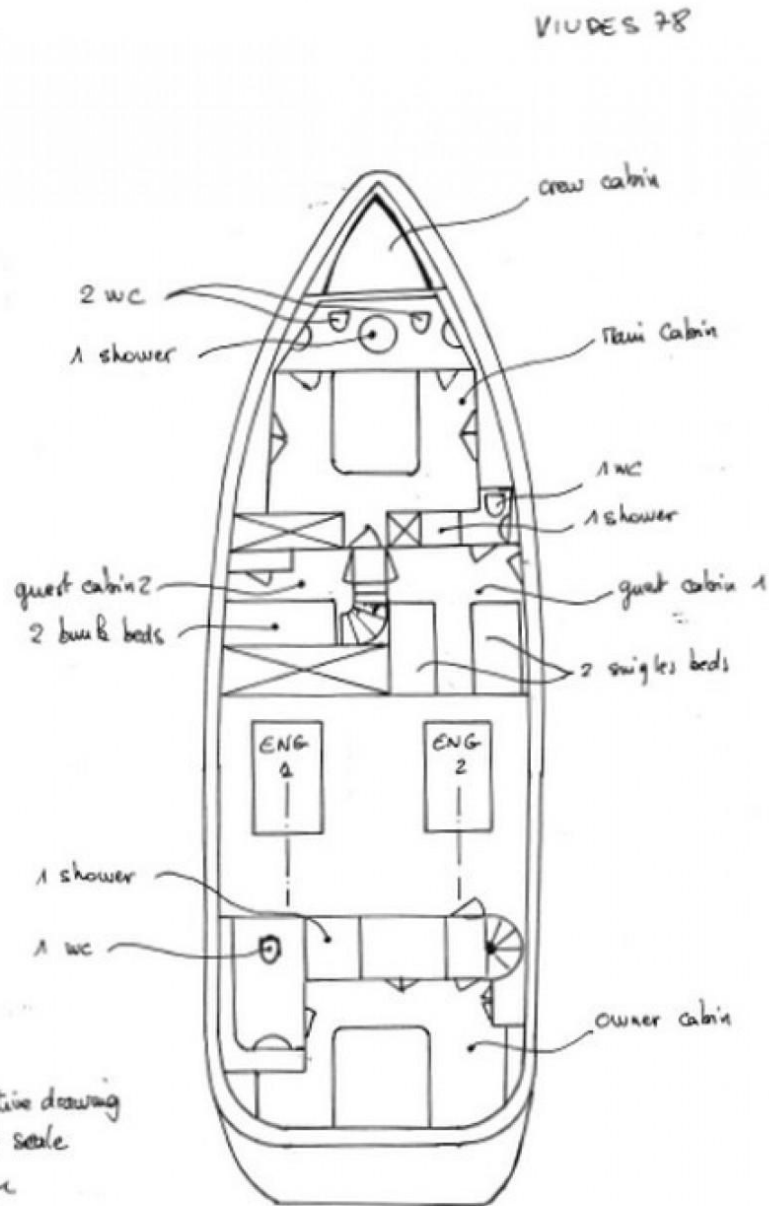 VIUDES 78
crew cabin
2 wc
1 shower
Main Cabin
1 wc
1 shower
guest cabin 2
guest cabin 1
2 bunk beds
2 singles beds
ENG
1
ENG
2
1 shower
1 wc
owner cabin
drawing
scale